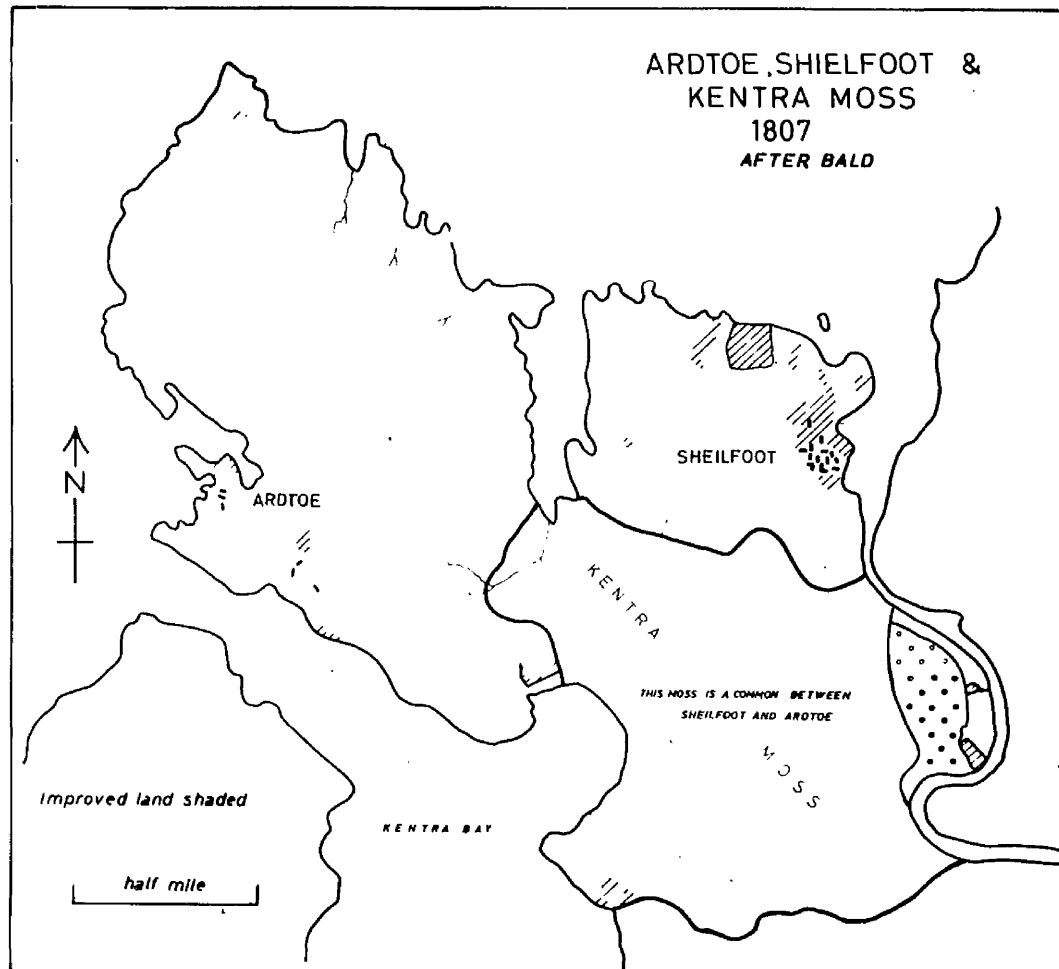 ARDTOE, SHIELFOOT &
KENTRA MOSS
1807
AFTER BALD
SHEILFOOT
N
ARDTOE
KENTRA
THIS MOSS IS A COMMON BETWEEN
SHEILFOOT AND ARDTOE
MOSS
Improved land shaded
KENTRA BAY
half mile